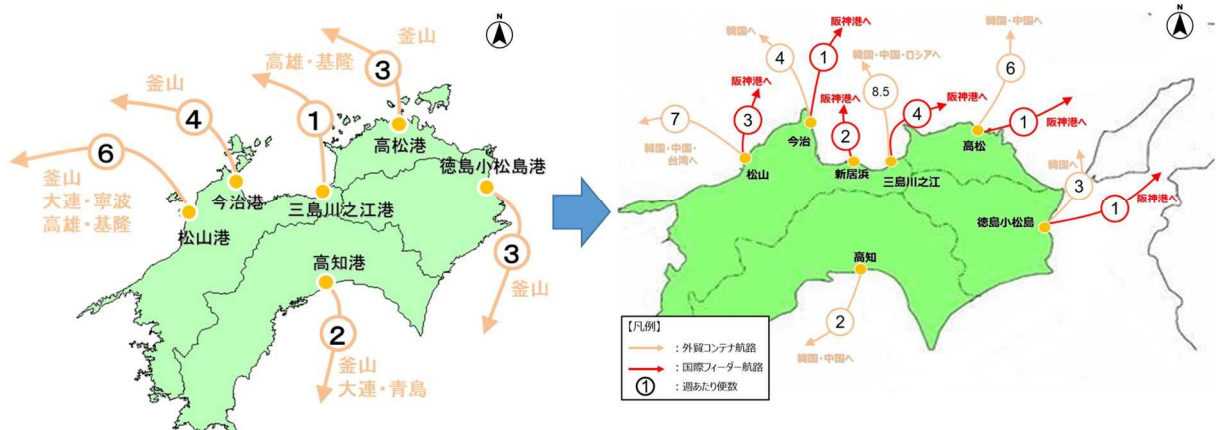 N
釜山
③
高雄・基隆
①
釜山
④
⑥
釜山
大連・寧波
高雄・基隆
高松港
徳島小松島港
今治港
三島川之江港
松山港
高知港
③
釜山
②
釜山
大連・青島
N
韓国へ
4
阪神港へ
1
韓国・中国・ロシアへ
8.5
韓国・中国へ
6
阪神港へ
3
阪神港へ
2
阪神港へ
4
阪神港へ
1
7
韓国・中国・
台湾へ
今治
高松
松山
新居浜
三島川之江
韓国へ
3
阪神港へ
1
徳島小松島
高知
2
韓国・中国へ
【凡例】
：外貿コンテナ航路
：国際フィーダー航路
① ：週あたり便数